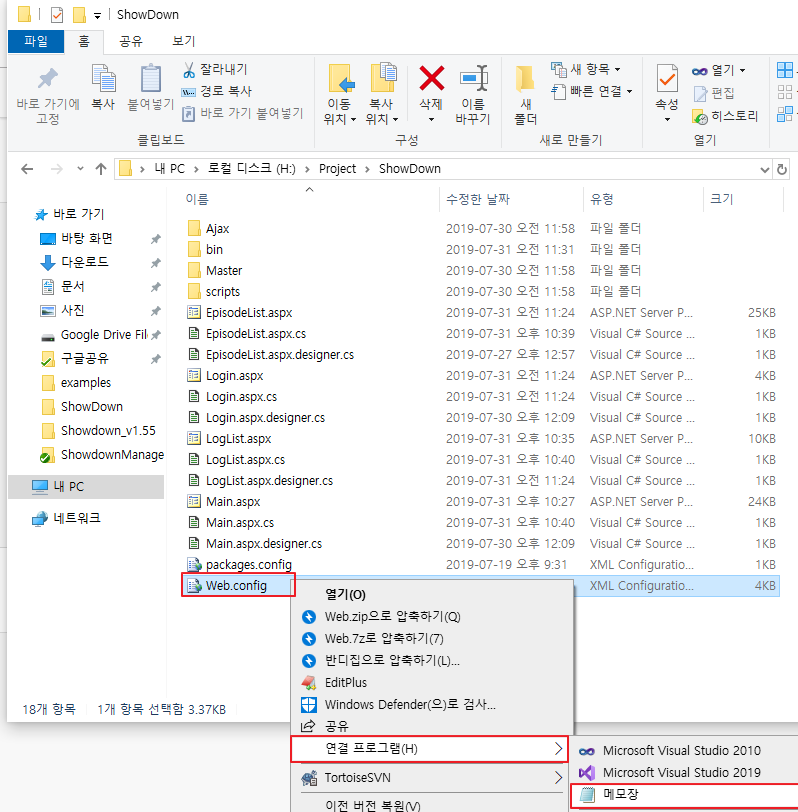 ShowDown
파일 홈 공유 보기
바로 가기에 고정
복사
붙여넣기
잘라내기
경로 복사
바로 가기 붙여넣기
클립보드
이동 위치
복사 위치
삭제
이름 바꾸기
구성
새 폴더
새 항목
빠른 연결
새로 만들기
속성
열기
편집
히스토리
열기
내 PC > 로컬 디스크 (H:) > Project > ShowDown
이름 수정한 날짜 유형 크기
바로 가기
바탕 화면
다운로드
문서
사진
Google Drive Fil
구글공유
examples
ShowDown
Showdown_v1.55
ShowdownManage
내 PC
네트워크
Ajax 2019-07-30 오전 11:58 파일 폴더
bin 2019-07-31 오전 11:31 파일 폴더
Master 2019-07-30 오전 11:58 파일 폴더
scripts 2019-07-30 오전 11:58 파일 폴더
EpisodeList.aspx 2019-07-31 오전 11:24 ASP.NET Server P... 25KB
EpisodeList.aspx.cs 2019-07-31 오후 10:39 Visual C# Source ... 1KB
EpisodeList.aspx.designer.cs 2019-07-27 오후 12:57 Visual C# Source ... 1KB
Login.aspx 2019-07-31 오전 11:24 ASP.NET Server P... 4KB
Login.aspx.cs 2019-07-31 오전 11:24 Visual C# Source ... 1KB
Login.aspx.designer.cs 2019-07-30 오후 12:09 Visual C# Source ... 1KB
LogList.aspx 2019-07-31 오후 10:35 ASP.NET Server P... 10KB
LogList.aspx.cs 2019-07-31 오후 10:40 Visual C# Source ... 1KB
LogList.aspx.designer.cs 2019-07-31 오전 11:24 Visual C# Source ... 1KB
Main.aspx 2019-07-31 오후 10:27 ASP.NET Server P... 24KB
Main.aspx.cs 2019-07-31 오후 10:40 Visual C# Source ... 1KB
Main.aspx.designer.cs 2019-07-30 오후 12:09 Visual C# Source ... 1KB
packages.config 2019-07-19 오후 9:31 XML Configuratio... 1KB
Web.config XML Configuratio... 4KB
열기(O)
Web.zip으로 압축하기(Q)
Web.7z로 압축하기(7)
반디집으로 압축하기(L)...
EditPlus
Windows Defender(으)로 검사...
공유
연결 프로그램(H)
TortoiseSVN
이전 버전 복원(V)
Microsoft Visual Studio 2010
Microsoft Visual Studio 2019
메모장
18개 항목 1개 항목 선택함 3.37KB